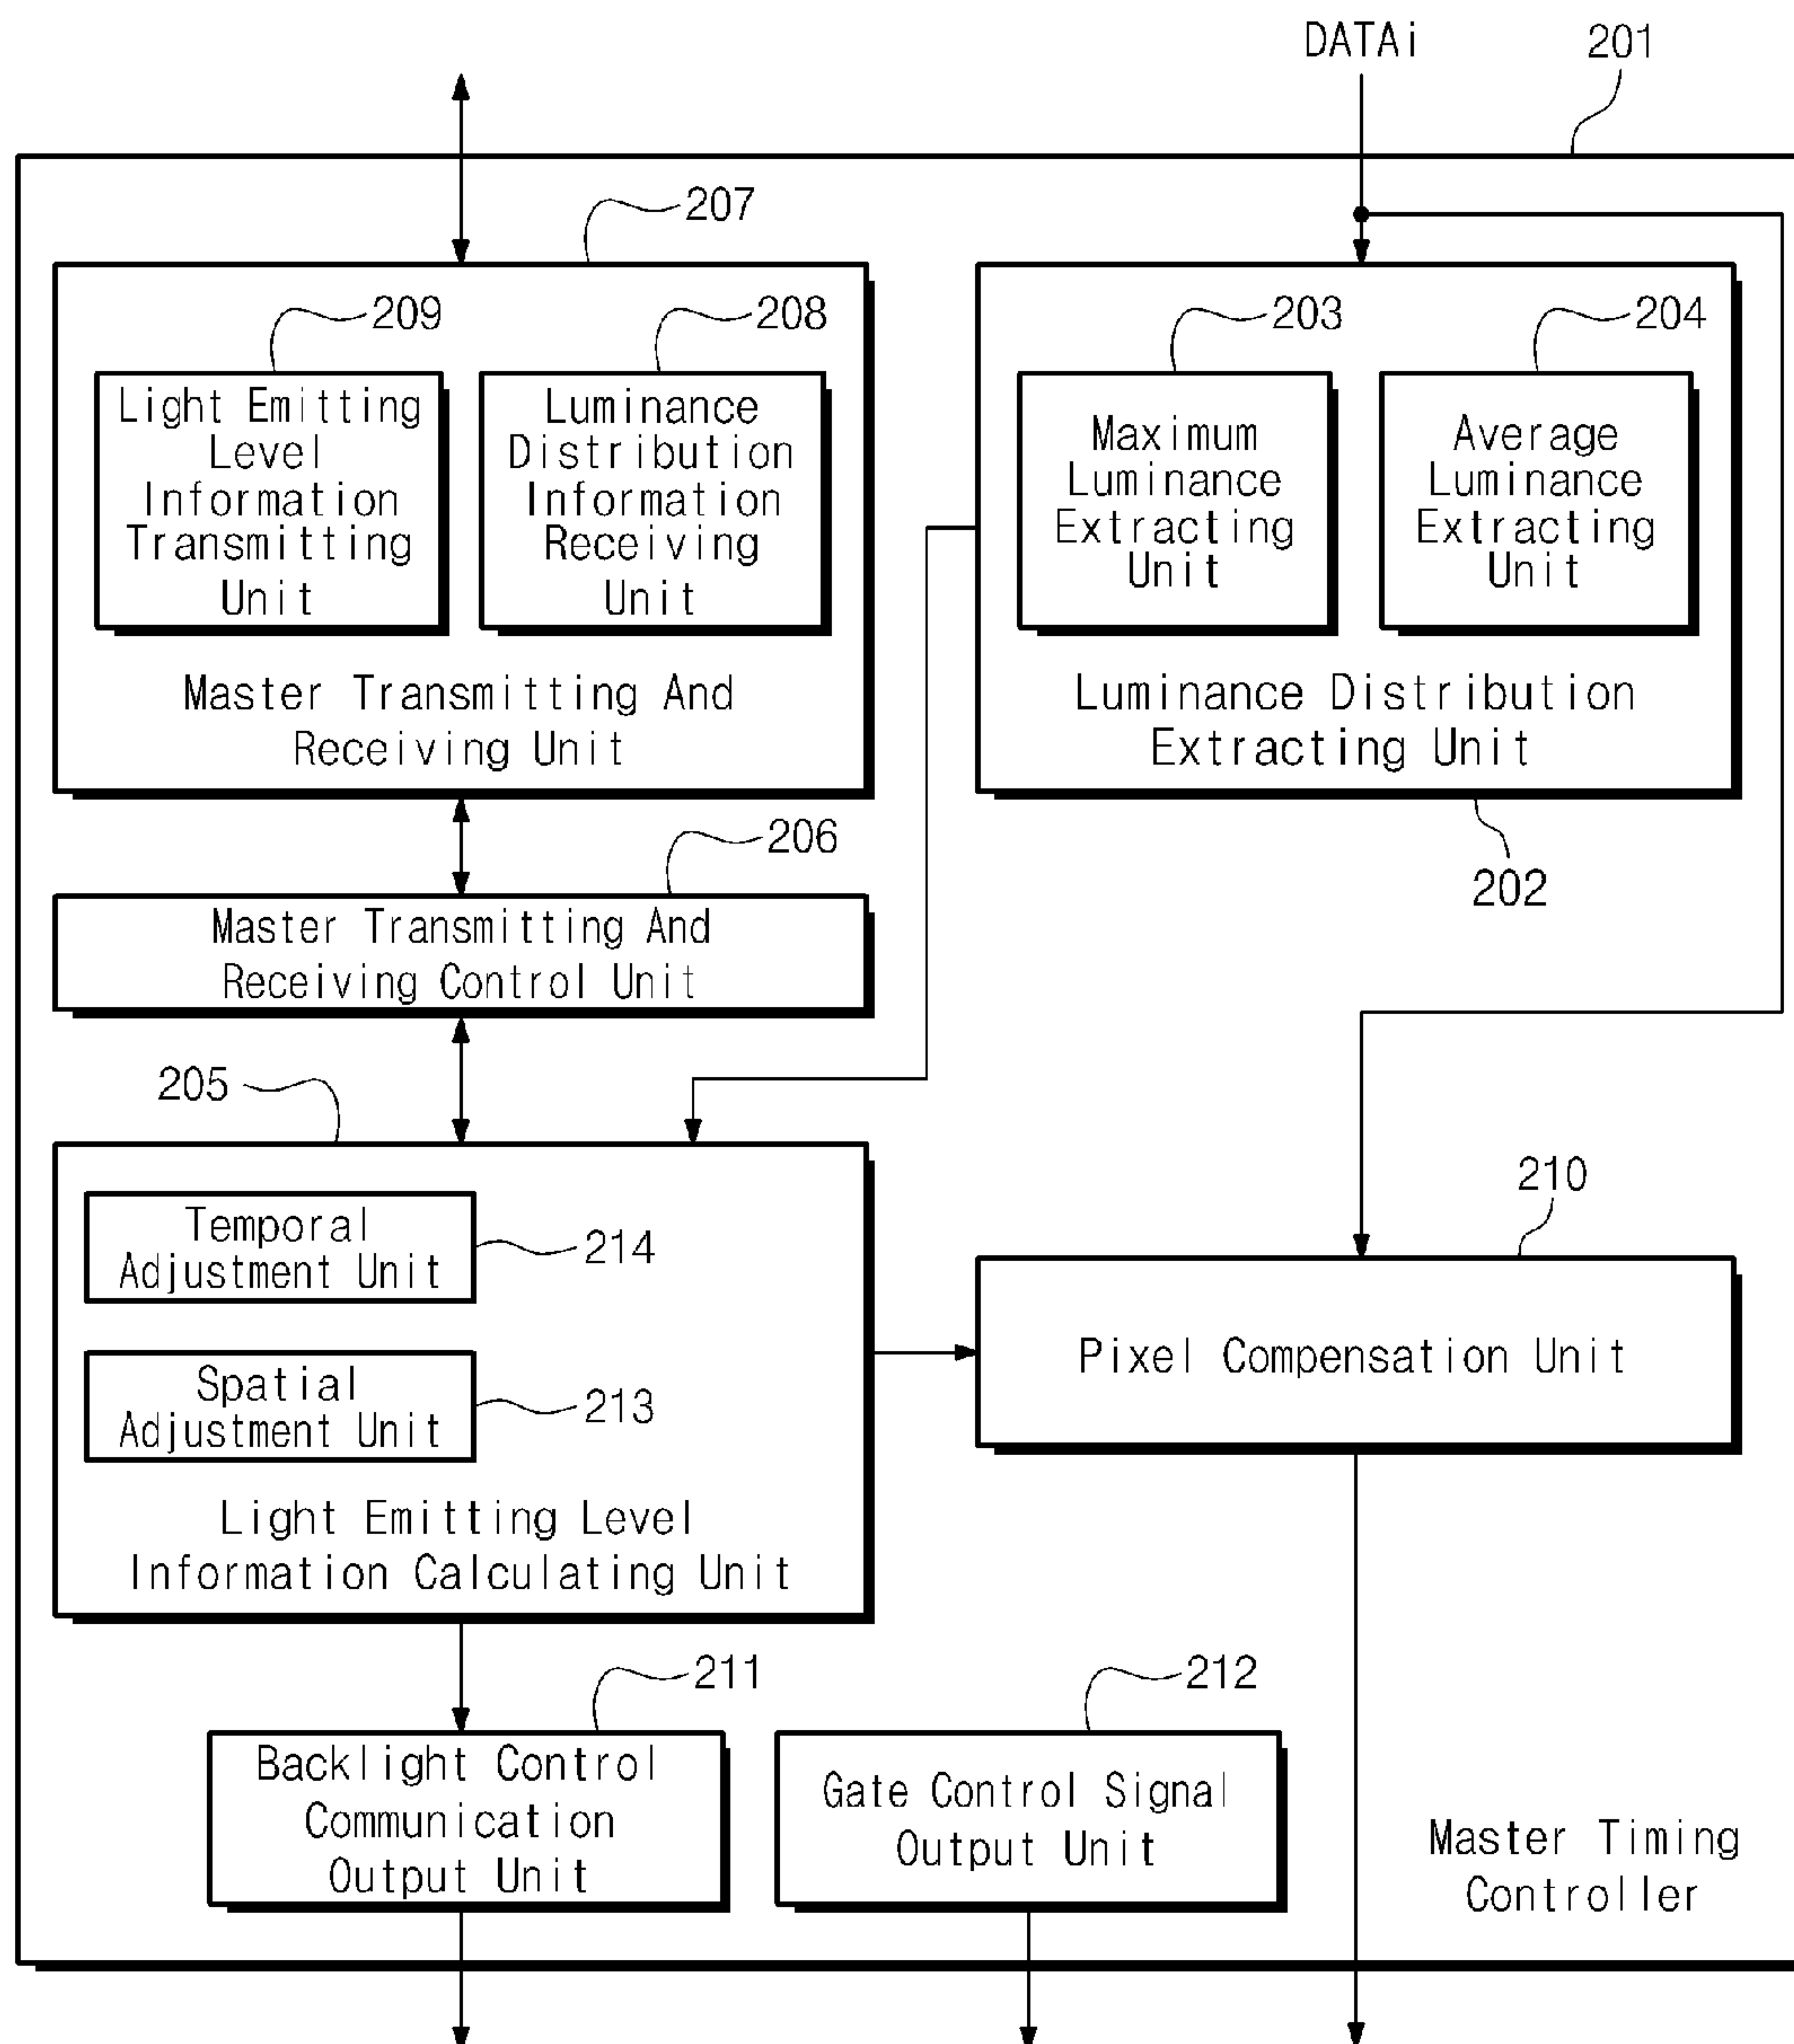 DATAi
201
207
209
208
203
204
Light Emitting
Level
Information
Transmitting
Unit
Luminance
Distribution
Information
Receiving
Unit
Maximum
Luminance
Extracting
Unit
Average
Luminance
Extracting
Unit
Master Transmitting And
Receiving Unit
Luminance Distribution
Extracting Unit
206
202
Master Transmitting And
Receiving Control Unit
205
Temporal
Adjustment Unit
214
210
Spatial
Adjustment Unit
213
Pixel Compensation Unit
Light Emitting Level
Information Calculating Unit
211
212
Backlight Control
Communication
Output Unit
Gate Control Signal
Output Unit
Master Timing
Controller